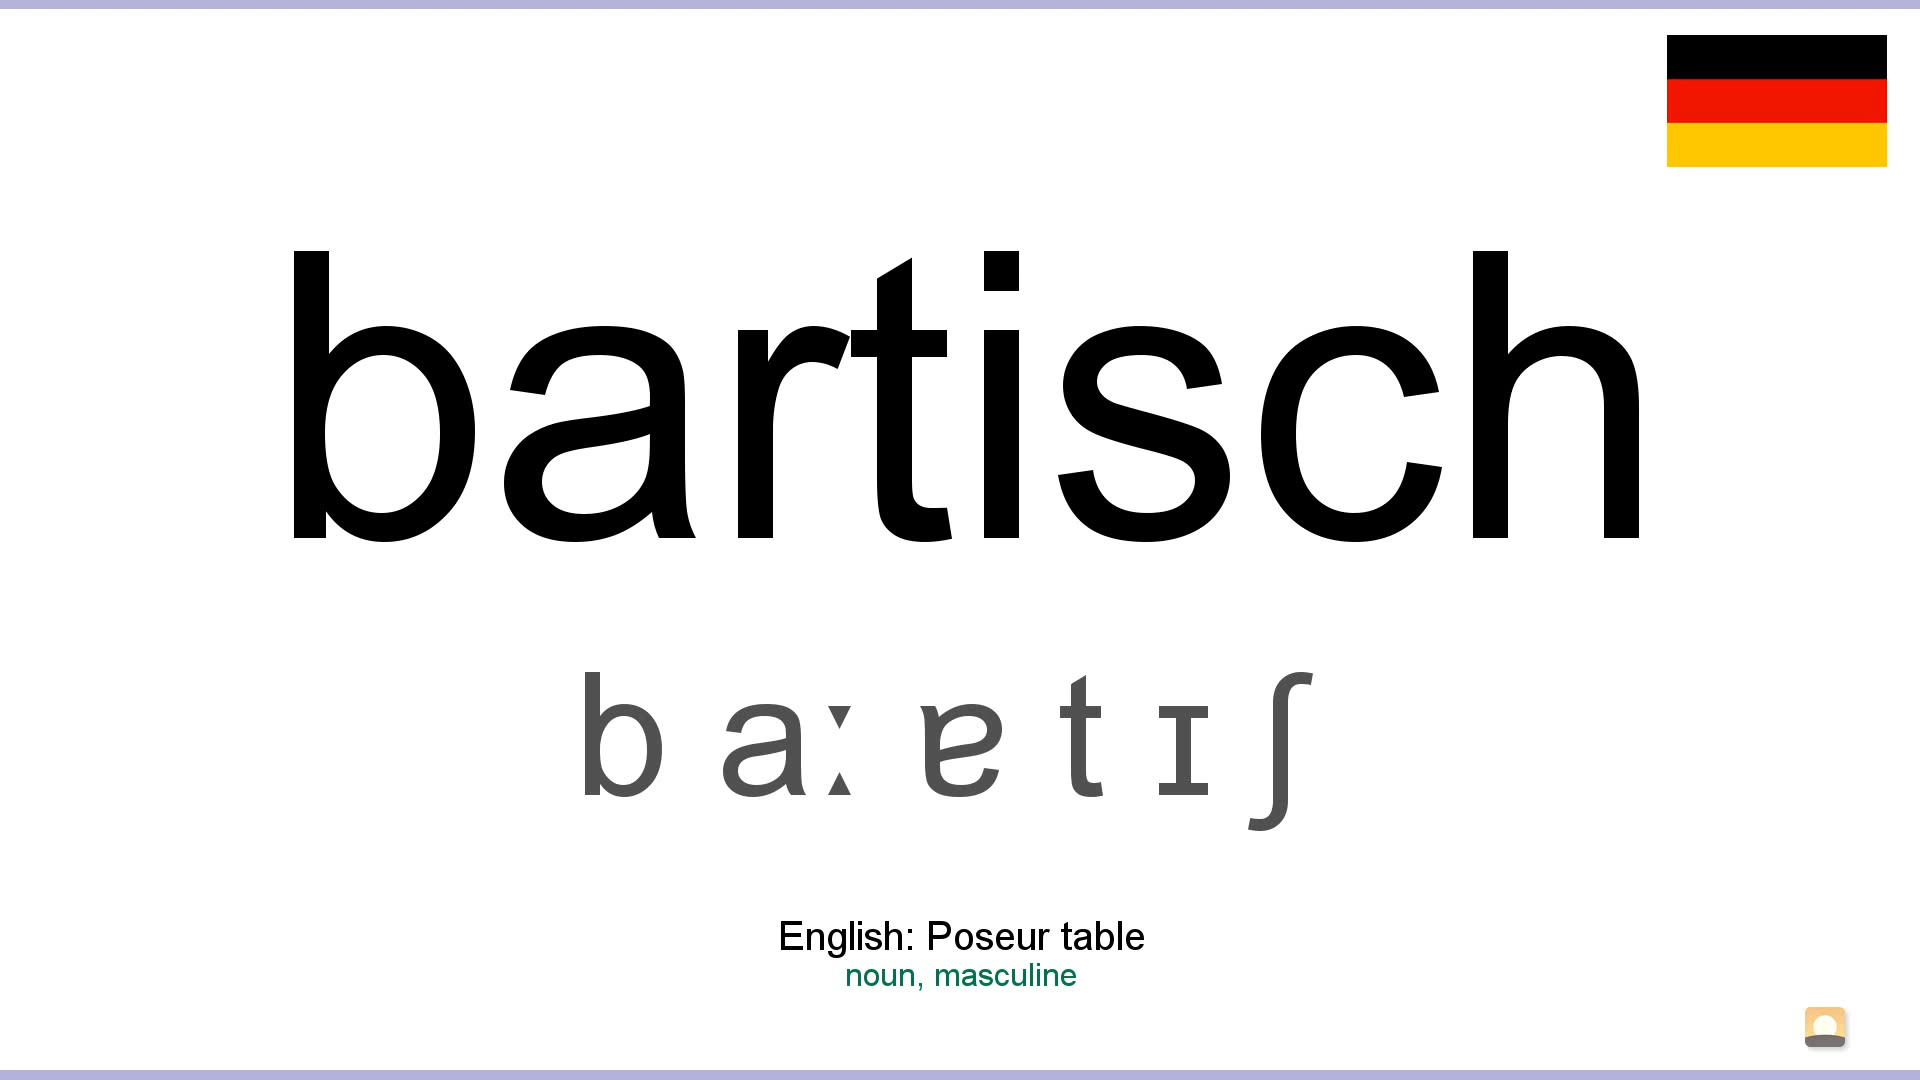 bartisch
b aː ɐ t ɪ ʃ
English: Poseur table
noun, masculine